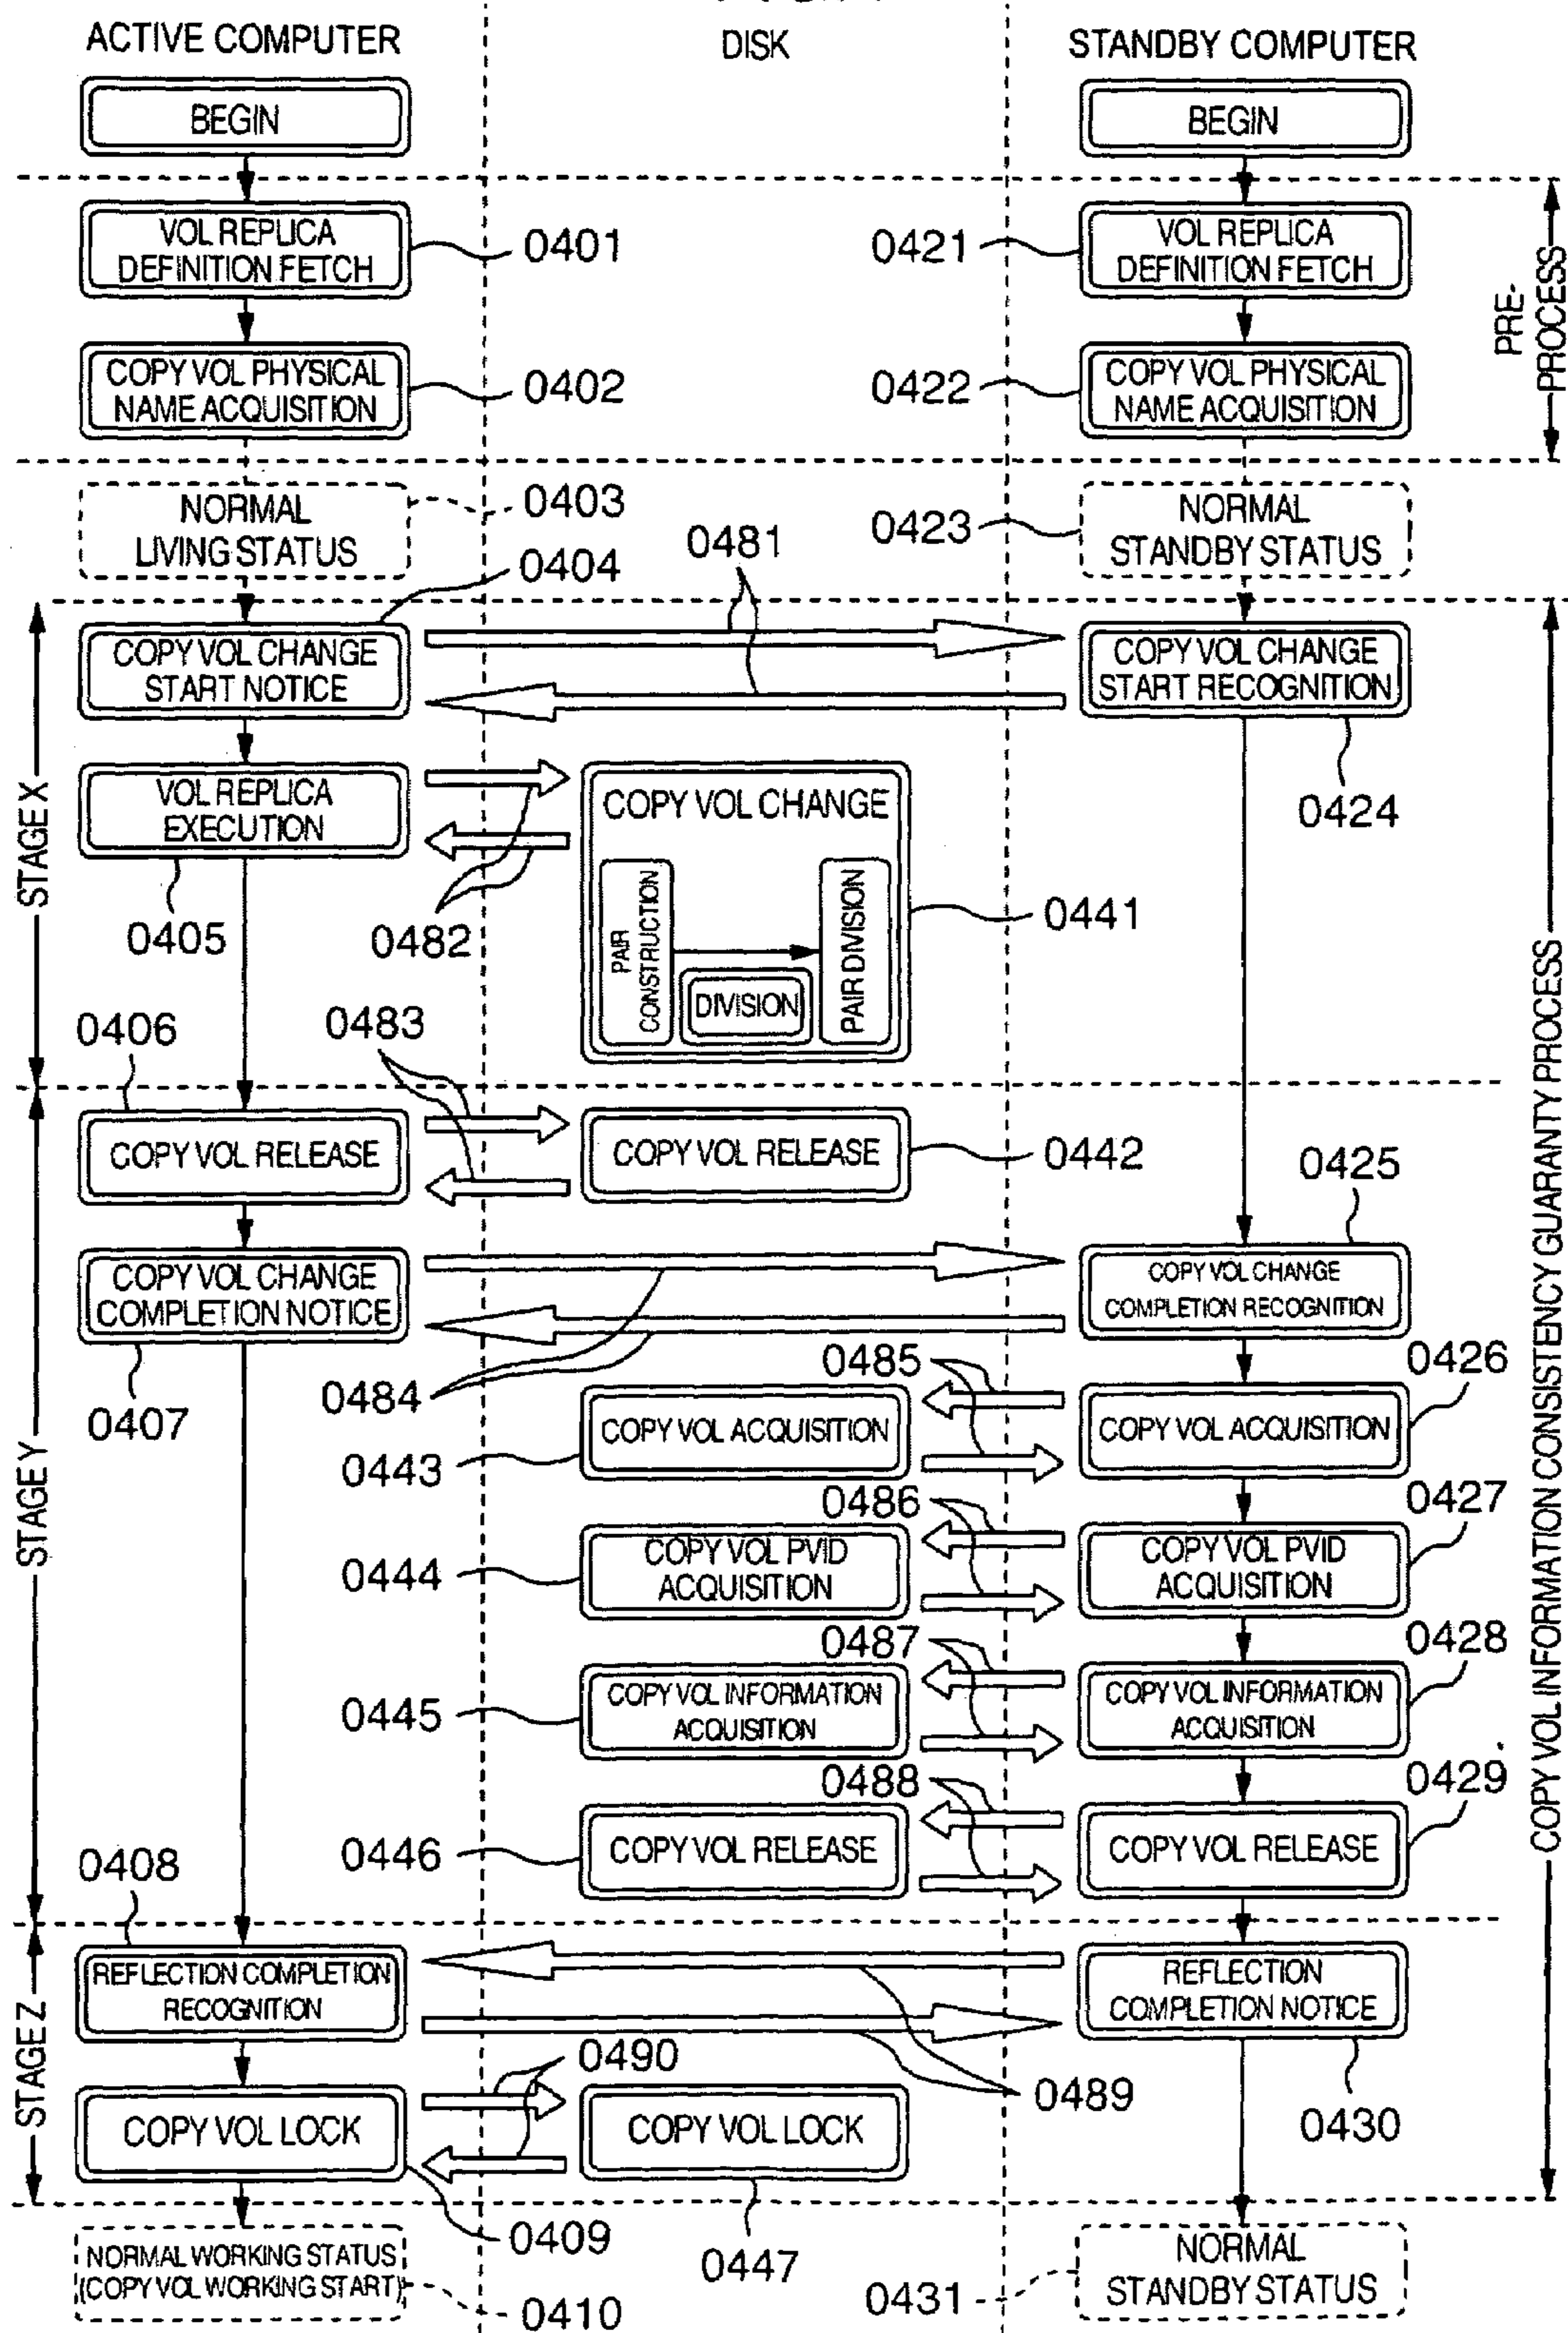 ACTIVE COMPUTER
DISK
STANDBY COMPUTER
BEGIN
BEGIN
VOL REPLICA
DEFINITION FETCH
0401
0421
VOL REPLICA
DEFINITION FETCH
PRE-
PROCESS
COPY VOL PHYSICAL
NAME ACQUISITION
0402
0422
COPY VOL PHYSICAL
NAME ACQUISITION
NORMAL
LIVING STATUS
0403
0423
NORMAL
STANDBY STATUS
0404
0481
STAGE X
COPY VOL CHANGE
START NOTICE
COPY VOL CHANGE
START RECOGNITION
0424
VOL REPLICA
EXECUTION
0405
0482
COPY VOL CHANGE
PAIR
CONSTRUCTION
DIVISION
PAIR DIVISION
0441
COPY VOL INFORMATION CONSISTENCY GUARANTY PROCESS
0406
0483
STAGE Y
COPY VOL RELEASE
COPY VOL RELEASE
0442
0425
COPY VOL CHANGE
COMPLETION NOTICE
0407
0484
COPY VOL CHANGE
COMPLETION RECOGNITION
0485
0426
0443
COPY VOL ACQUISITION
COPY VOL ACQUISITION
0486
0427
0444
COPY VOL PVID
ACQUISITION
COPY VOL PVID
ACQUISITION
0487
0428
0445
COPY VOL INFORMATION
ACQUISITION
COPY VOL INFORMATION
ACQUISITION
0488
0429
0446
COPY VOL RELEASE
COPY VOL RELEASE
0408
STAGE Z
REFLECTION COMPLETION
RECOGNITION
REFLECTION
COMPLETION NOTICE
0489
0430
0490
COPY VOL LOCK
COPY VOL LOCK
0409
0447
NORMAL WORKING STATUS
(COPY VOL WORKING START)
0410
0431
NORMAL
STANDBY STATUS